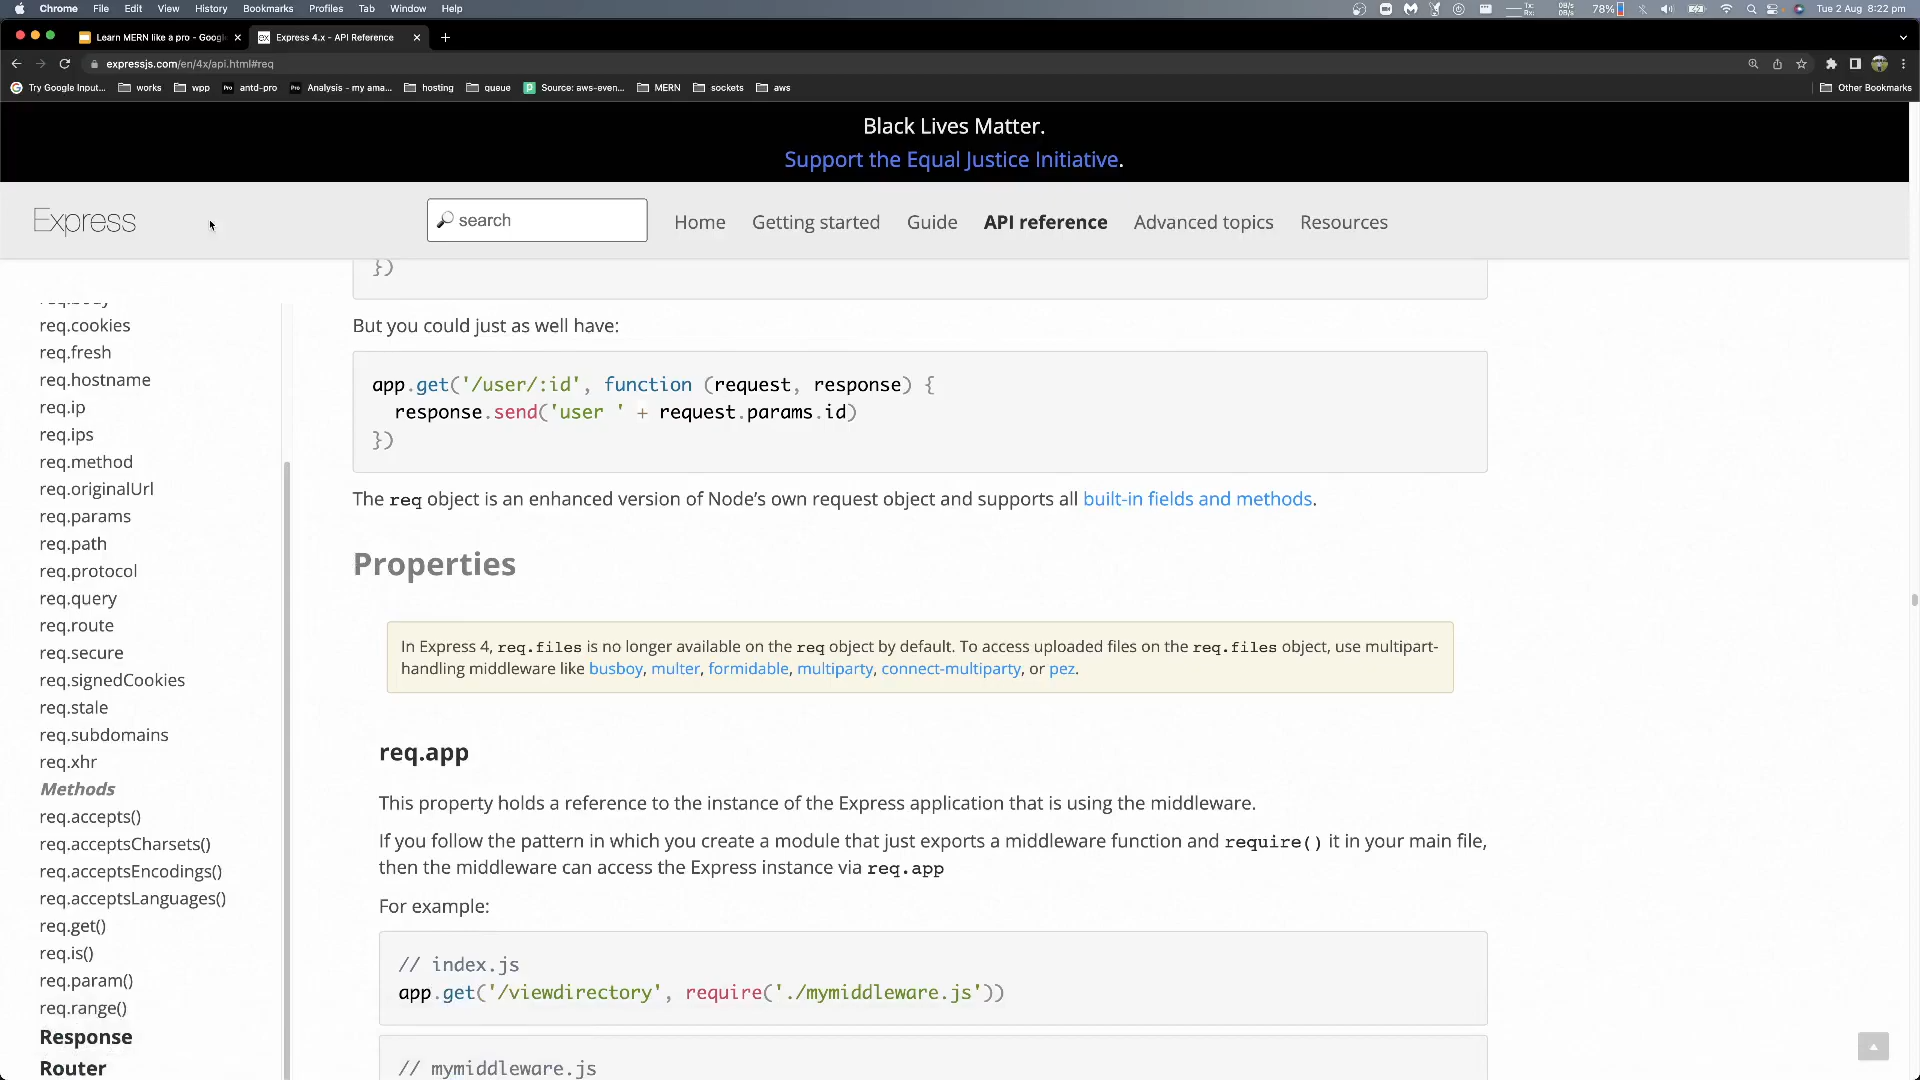 Chrome File Edit View History Bookmarks Profiles Tab Window Help
78%
Tue 2 Aug 8:22 pm
Learn MERN like a pro - Googl
Express 4.x - API Reference
expressjs.com/en/4x/api.html#req
Try Google Input... works wpp antd-pro Analysis - my ama... hosting queue Source: aws-even... MERN sockets aws Other Bookmarks
Black Lives Matter.
Support the Equal Justice Initiative.
Express
search
Home Getting started Guide API reference Advanced topics Resources
req.cookies
req.fresh
req.hostname
req.ip
req.ips
req.method
req.originalUrl
req.params
req.path
req.protocol
req.query
req.route
req.secure
req.signedCookies
req.stale
req.subdomains
req.xhr
Methods
req.accepts()
req.acceptsCharsets()
req.acceptsEncodings()
req.acceptsLanguages()
req.get()
req.is()
req.param()
req.range()
Response
Router
})
But you could just as well have:
app.get('/user/:id', function (request, response) {
response.send('user ' + request.params.id)
})
The req object is an enhanced version of Node’s own request object and supports all built-in fields and methods.
Properties
In Express 4, req.files is no longer available on the req object by default. To access uploaded files on the req.files object, use multipart-
handling middleware like busboy, multer, formidable, multiparty, connect-multiparty, or pez.
req.app
This property holds a reference to the instance of the Express application that is using the middleware.
If you follow the pattern in which you create a module that just exports a middleware function and require() it in your main file,
then the middleware can access the Express instance via req.app
For example:
// index.js
app.get('/viewdirectory', require('./mymiddleware.js'))
// mymiddleware.js